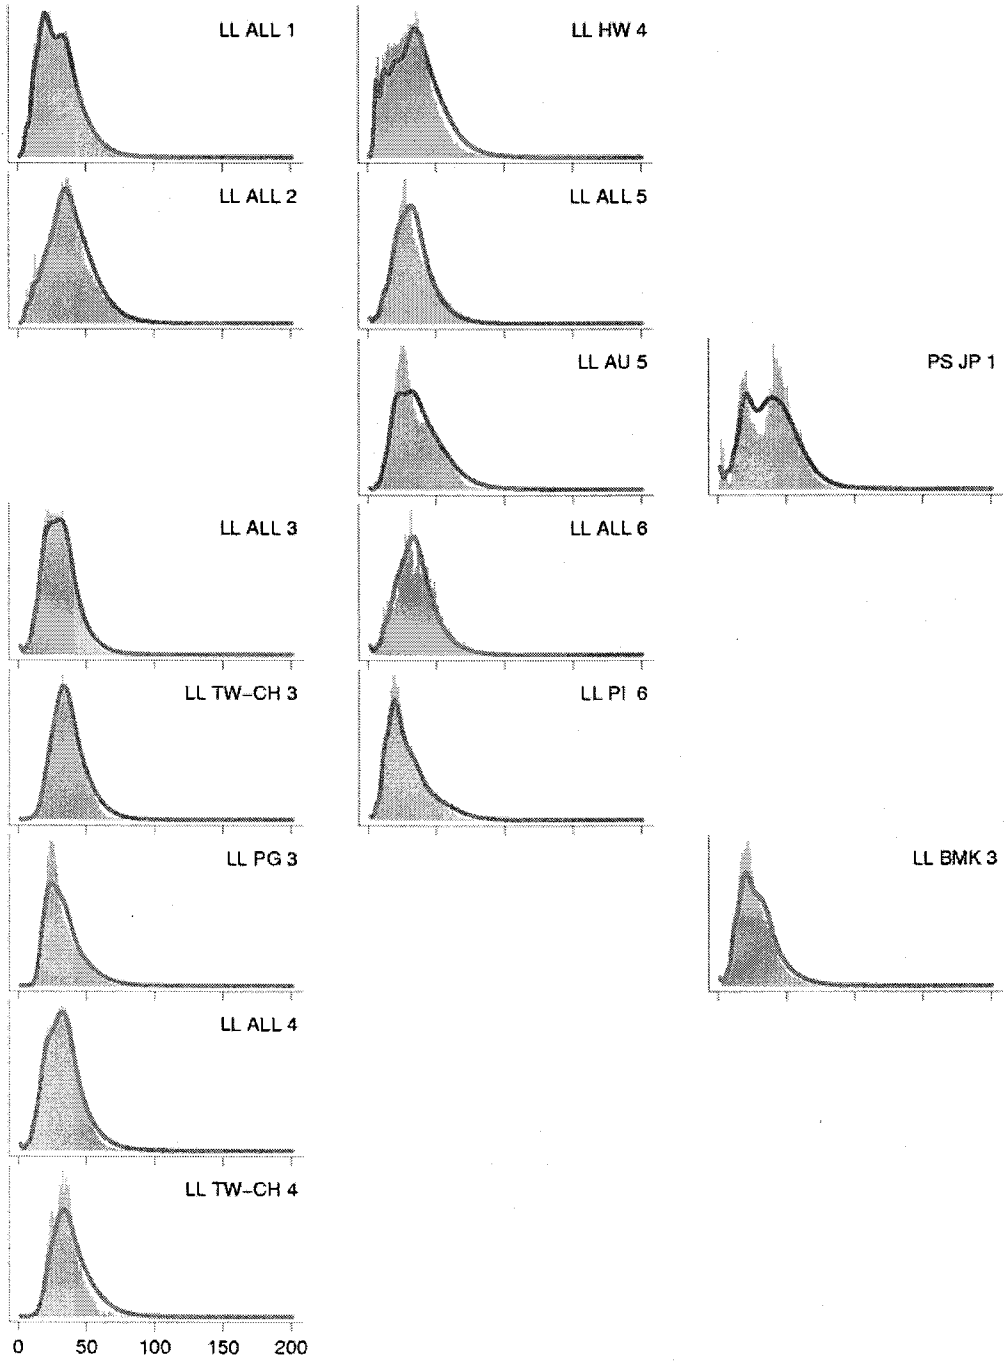 LL ALL 1
LL HW 4
LL ALL 2
LL ALL 5
LL AU 5
PS JP 1
LL ALL 3
LL ALL 6
LL TW–CH 3
LL PI 6
LL PG 3
LL BMK 3
LL ALL 4
LL TW–CH 4
0 50 100 150 200